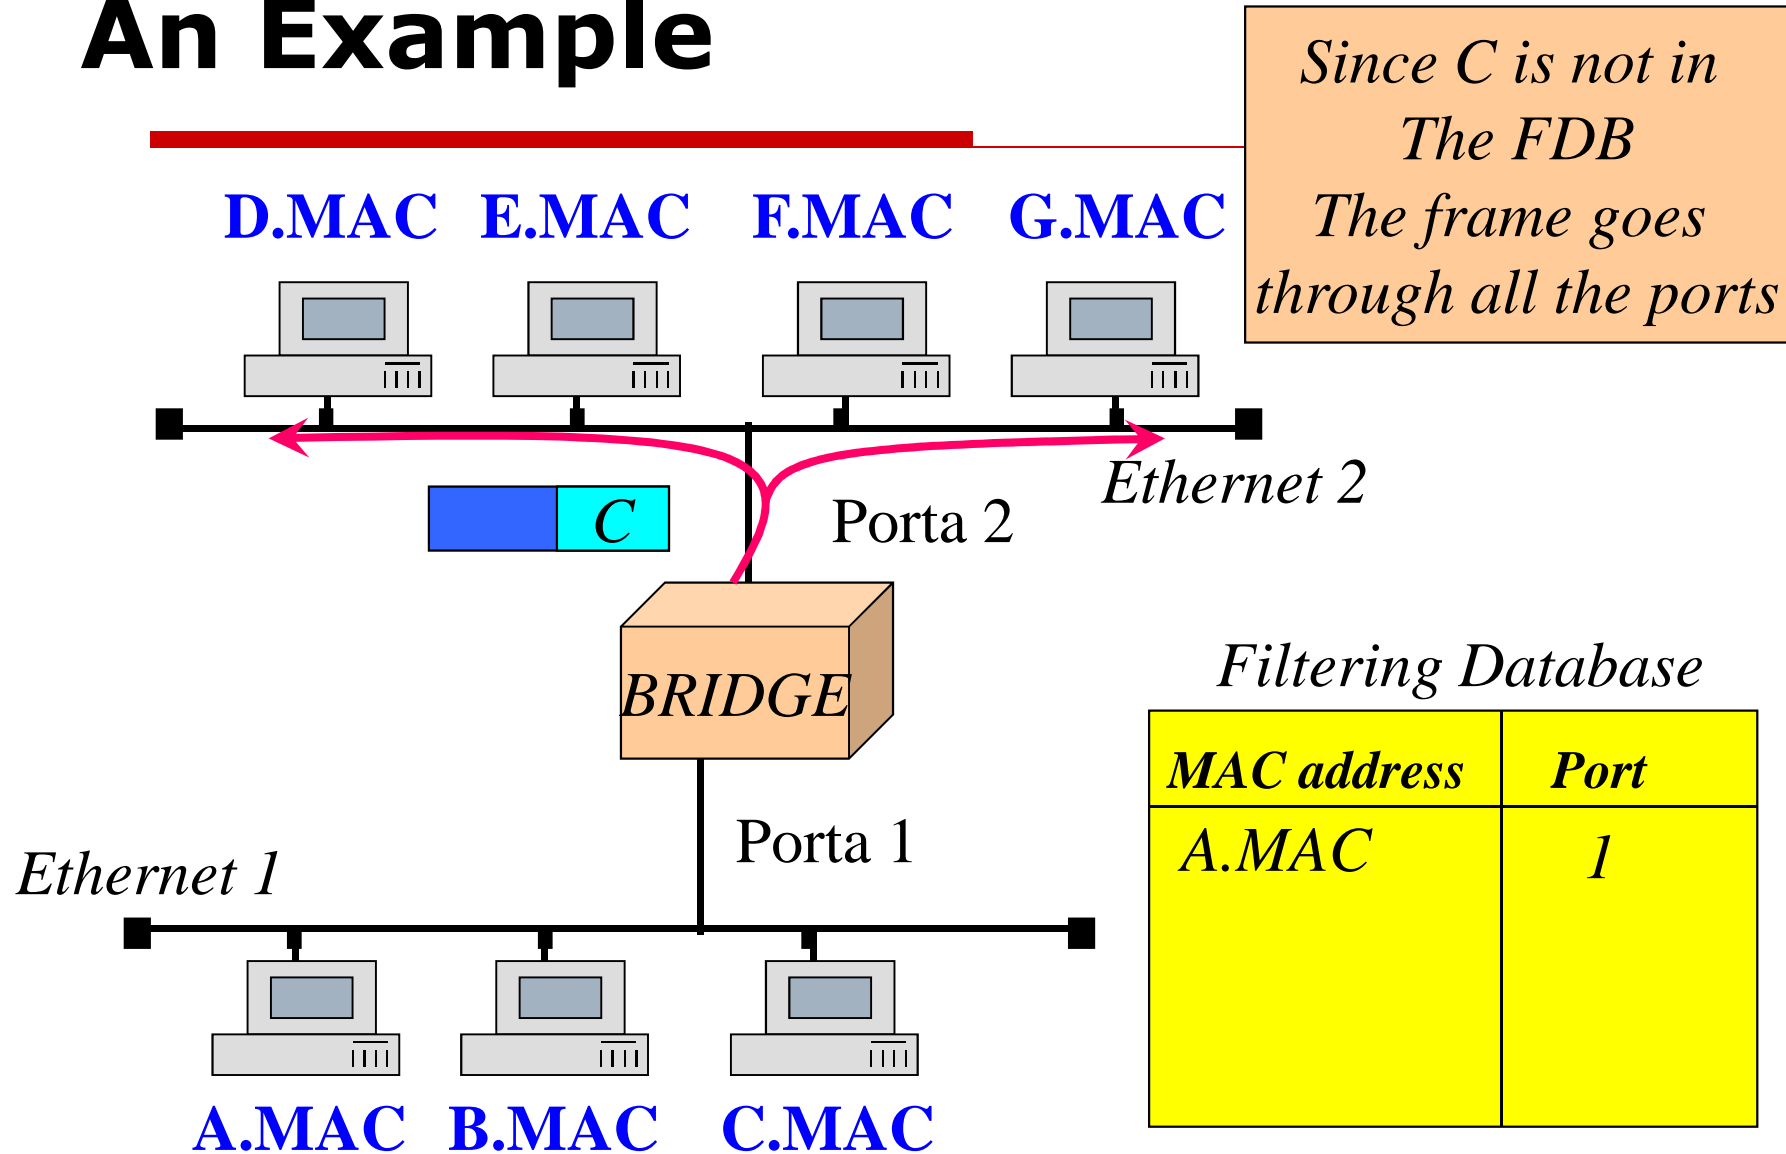 An Example
Since C is not in
The FDB
The frame goes
through all the ports
D.MAC E.MAC F.MAC G.MAC
Ethernet 2
C
Porta 2
BRIDGE
Filtering Database
MAC address Port
A.MAC 1
Porta 1
Ethernet 1
A.MAC B.MAC C.MAC